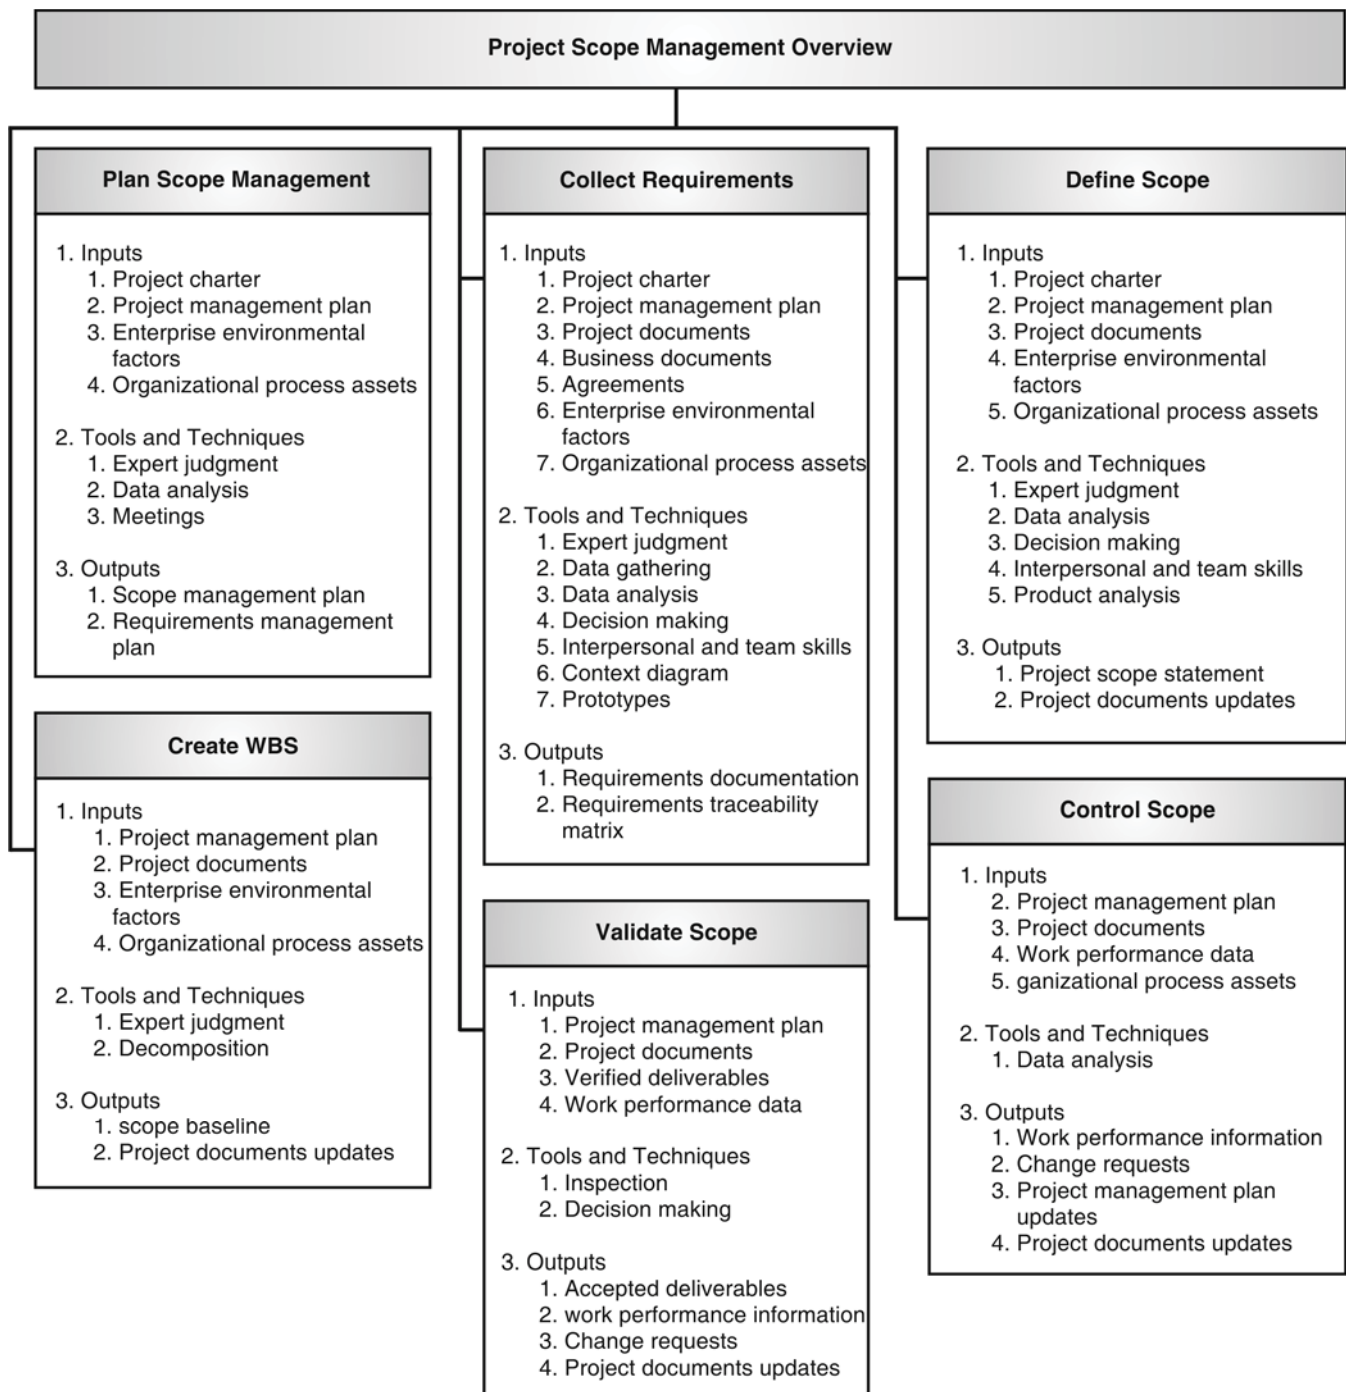 Project Scope Management Overview
Plan Scope Management
1. Inputs
1. Project charter
2. Project management plan
3. Enterprise environmental
factors
4. Organizational process assets
2. Tools and Techniques
1. Expert judgment
2. Data analysis
3. Meetings
3. Outputs
1. Scope management plan
2. Requirements management
plan
Collect Requirements
1. Inputs
1. Project charter
2. Project management plan
3. Project documents
4. Business documents
5. Agreements
6. Enterprise environmental
factors
7. Organizational process assets
2. Tools and Techniques
1. Expert judgment
2. Data gathering
3. Data analysis
4. Decision making
5. Interpersonal and team skills
6. Context diagram
7. Prototypes
3. Outputs
1. Requirements documentation
2. Requirements traceability
matrix
Define Scope
1. Inputs
1. Project charter
2. Project management plan
3. Project documents
4. Enterprise environmental
factors
5. Organizational process assets
2. Tools and Techniques
1. Expert judgment
2. Data analysis
3. Decision making
4. Interpersonal and team skills
5. Product analysis
3. Outputs
1. Project scope statement
2. Project documents updates
Create WBS
1. Inputs
1. Project management plan
2. Project documents
3. Enterprise environmental
factors
4. Organizational process assets
2. Tools and Techniques
1. Expert judgment
2. Decomposition
3. Outputs
1. scope baseline
2. Project documents updates
Validate Scope
1. Inputs
1. Project management plan
2. Project documents
3. Verified deliverables
4. Work performance data
2. Tools and Techniques
1. Inspection
2. Decision making
3. Outputs
1. Accepted deliverables
2. work performance information
3. Change requests
4. Project documents updates
Control Scope
1. Inputs
2. Project management plan
3. Project documents
4. Work performance data
5. ganizational process assets
2. Tools and Techniques
1. Data analysis
3. Outputs
1. Work performance information
2. Change requests
3. Project management plan
updates
4. Project documents updates